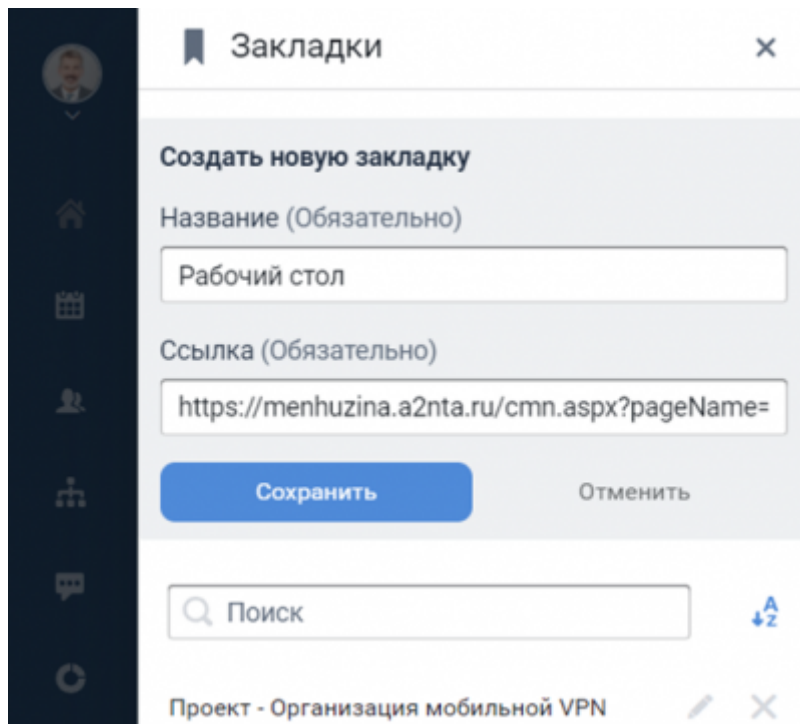 Закладки
Создать новую закладку
Название (Обязательно)
Рабочий стол
Ссылка (Обязательно)
https://menhuzina.a2nta.ru/cmn.aspx?pageName=
Сохранить Отменить
Поиск
A
Z
Проект - Организация мобильной VPN